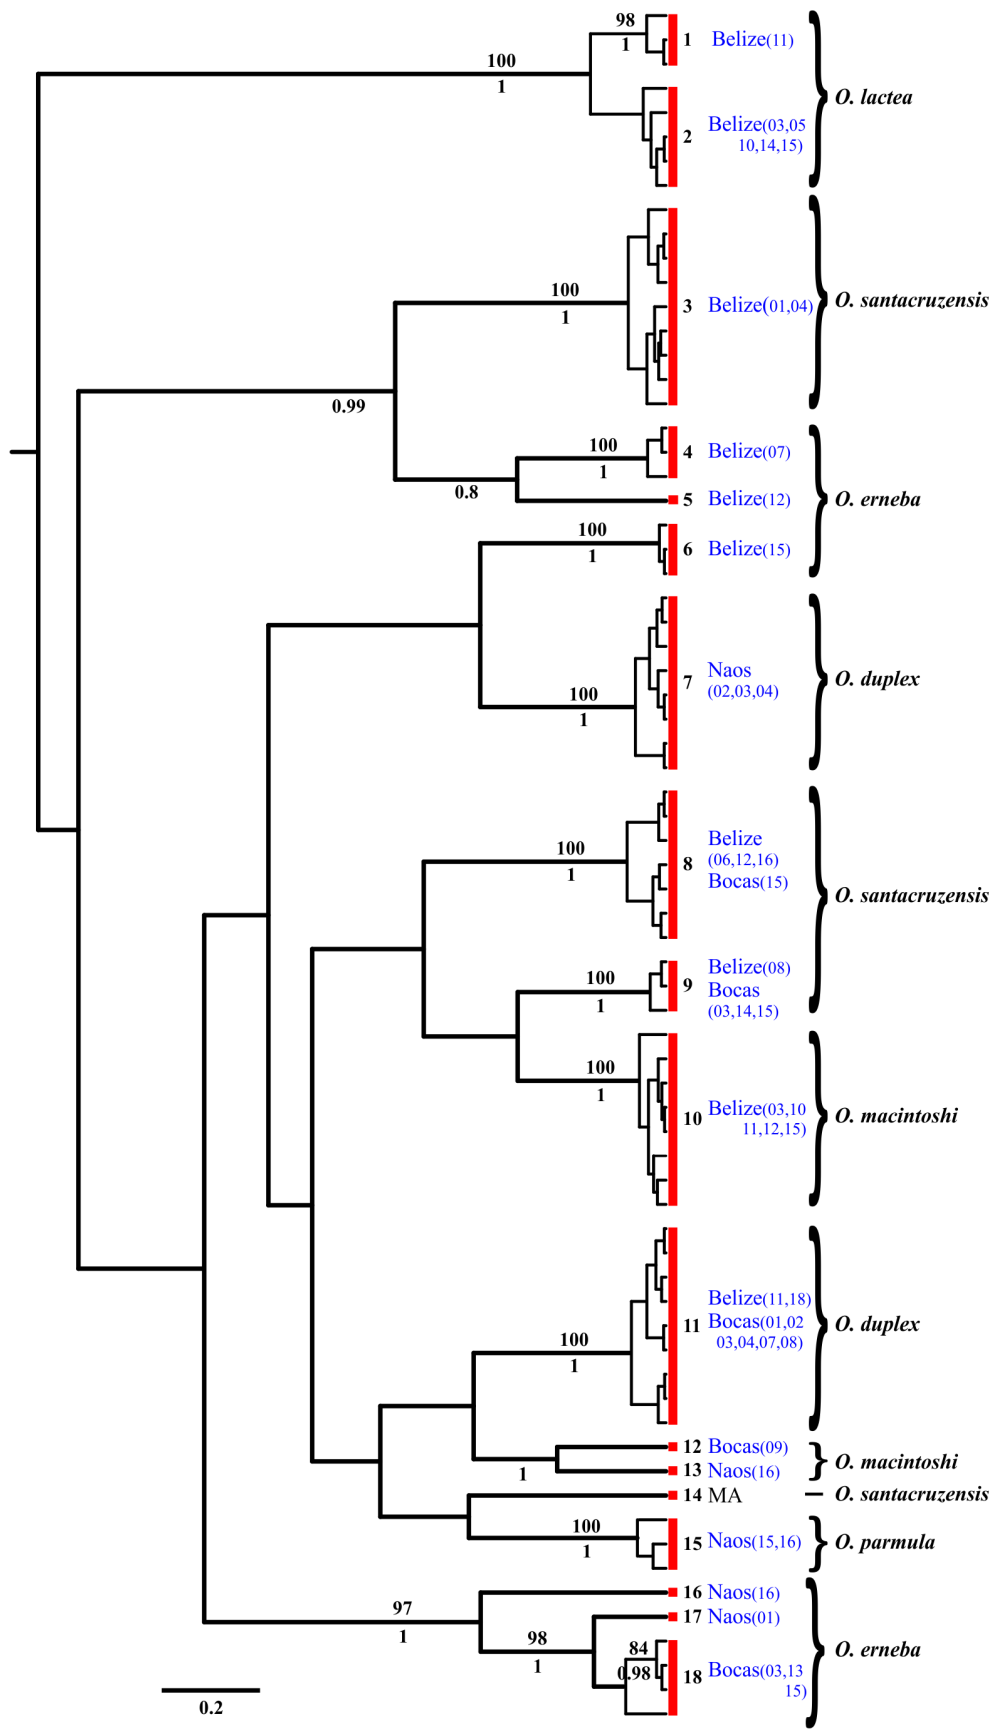 98
1
1 Belize(11)
100
1
O. lactea
2 Belize(03,05
10,14,15)
100
1
3 Belize(01,04)
O. santacruzensis
0.99
100
1
4 Belize(07)
0.8
5 Belize(12)
O. erneba
100
1
6 Belize(15)
7 Naos
(02,03,04)
O. duplex
100
1
8 Belize
(06,12,16)
Bocas(15)
100
1
O. santacruzensis
9 Belize(08)
Bocas
(03,14,15)
100
1
100
1
10 Belize(03,10
11,12,15)
O. macintoshi
11 Belize(11,18)
Bocas(01,02
03,04,07,08)
O. duplex
100
1
12 Bocas(09)
O. macintoshi
1
13 Naos(16)
14 MA
O. santacruzensis
100
1
15 Naos(15,16)
O. parmula
16 Naos(16)
97
1
17 Naos(01)
98
1
84
0.98
18 Bocas(03,13
15)
O. erneba
0.2